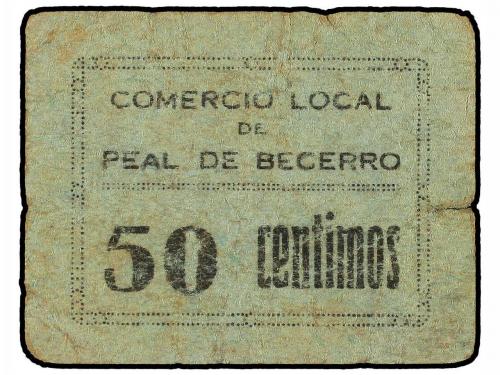 COMERCIO LOCAL
DE
PEAL DE BECERRO
50 centimos